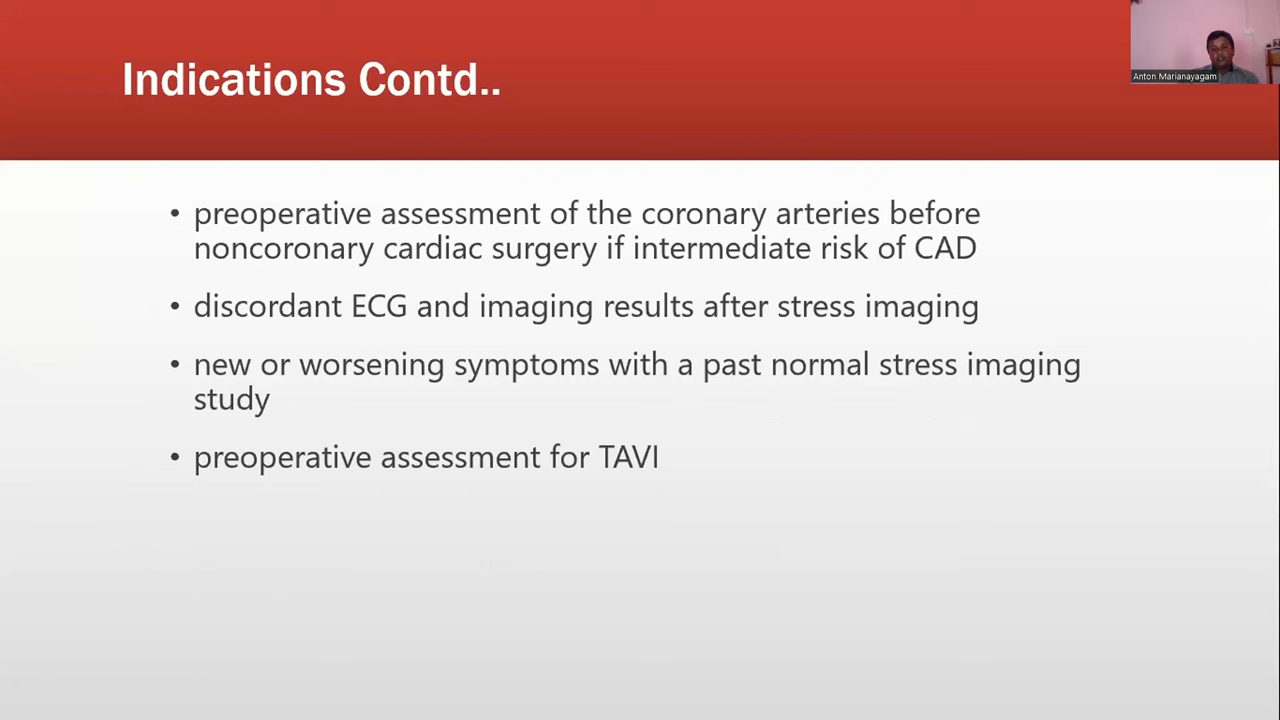 Indications Contd..
Anton Marianayagam
• preoperative assessment of the coronary arteries before
noncoronary cardiac surgery if intermediate risk of CAD
• discordant ECG and imaging results after stress imaging
• new or worsening symptoms with a past normal stress imaging
study
• preoperative assessment for TAVI